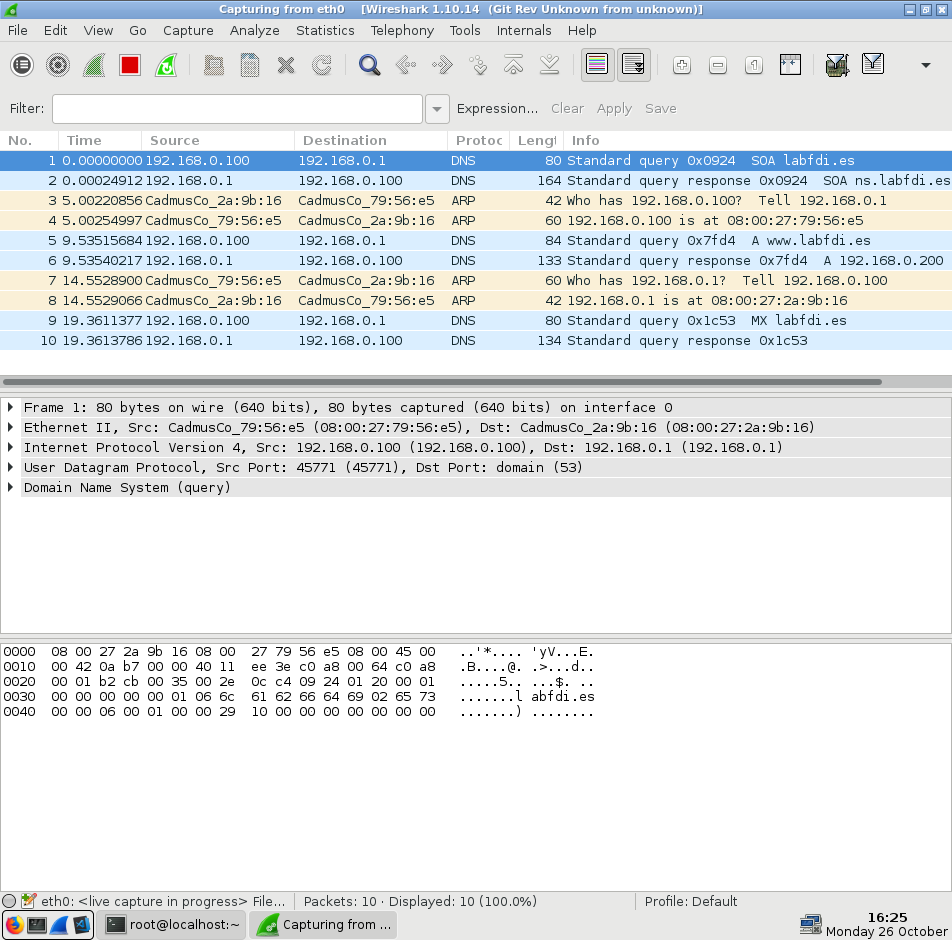 Capturing from eth0 [Wireshark 1.10.14 (Git Rev Unknown from unknown)]
File Edit View Go Capture Analyze Statistics Telephony Tools Internals Help
Filter: Expression... Clear Apply Save
No. Time Source Destination Protoc Lengt Info
1 0.00000000 192.168.0.100 192.168.0.1 DNS 80 Standard query 0x0924 SOA labfdi.es
2 0.00024912 192.168.0.1 192.168.0.100 DNS 164 Standard query response 0x0924 SOA ns.labfdi.es
3 5.00220856 CadmusCo_2a:9b:16 CadmusCo_79:56:e5 ARP 42 Who has 192.168.0.100? Tell 192.168.0.1
4 5.00254997 CadmusCo_79:56:e5 CadmusCo_2a:9b:16 ARP 60 192.168.0.100 is at 08:00:27:79:56:e5
5 9.53515684 192.168.0.100 192.168.0.1 DNS 84 Standard query 0x7fd4 A www.labfdi.es
6 9.53540217 192.168.0.1 192.168.0.100 DNS 133 Standard query response 0x7fd4 A 192.168.0.200
7 14.5528900 CadmusCo_79:56:e5 CadmusCo_2a:9b:16 ARP 60 Who has 192.168.0.1? Tell 192.168.0.100
8 14.5529066 CadmusCo_2a:9b:16 CadmusCo_79:56:e5 ARP 42 192.168.0.1 is at 08:00:27:2a:9b:16
9 19.3611377 192.168.0.100 192.168.0.1 DNS 80 Standard query 0x1c53 MX labfdi.es
10 19.3613786 192.168.0.1 192.168.0.100 DNS 134 Standard query response 0x1c53
Frame 1: 80 bytes on wire (640 bits), 80 bytes captured (640 bits) on interface 0
Ethernet II, Src: CadmusCo_79:56:e5 (08:00:27:79:56:e5), Dst: CadmusCo_2a:9b:16 (08:00:27:2a:9b:16)
Internet Protocol Version 4, Src: 192.168.0.100 (192.168.0.100), Dst: 192.168.0.1 (192.168.0.1)
User Datagram Protocol, Src Port: 45771 (45771), Dst Port: domain (53)
Domain Name System (query)
0000 08 00 27 2a 9b 16 08 00 27 79 56 e5 08 00 45 00 ..'*.... 'yV...E.
0010 00 42 0a b7 00 00 40 11 ee 3e c0 a8 00 64 c0 a8 .B....@. .>...d..
0020 00 01 b2 cb 00 35 00 2e 0c c4 09 24 01 20 00 01 .....5.. ...$. ..
0030 00 00 00 00 00 01 06 6c 61 62 66 64 69 02 65 73 .......l abfdi.es
0040 00 00 06 00 01 00 00 29 10 00 00 00 00 00 00 00 .......) ........
eth0: <live capture in progress> File... Packets: 10 · Displayed: 10 (100.0%) Profile: Default
root@localhost:~ Capturing from ... 16:25
Monday 26 October